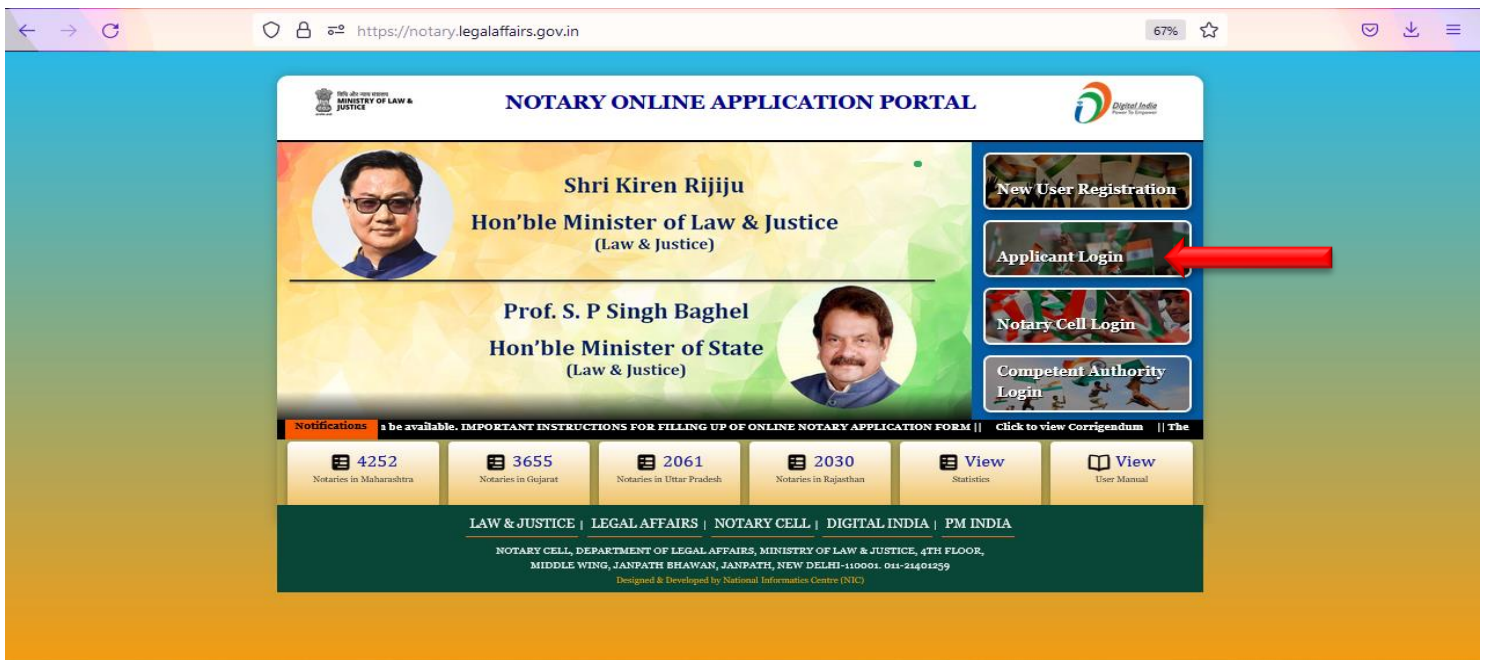 https://notary.legalaffairs.gov.in
67%
विधि और न्याय मंत्रालय
MINISTRY OF LAW &
JUSTICE
NOTARY ONLINE APPLICATION PORTAL
Digital India
Power To Empower
Shri Kiren Rijiju
Hon’ble Minister of Law & Justice
(Law & Justice)
Prof. S. P Singh Baghel
Hon’ble Minister of State
(Law & Justice)
New User Registration
Applicant Login
Notary Cell Login
Competent Authority
Login
Notifications be available. IMPORTANT INSTRUCTIONS FOR FILLING UP OF ONLINE NOTARY APPLICATION FORM || Click to view Corrigendum || The
4252
Notaries in Maharashtra
3655
Notaries in Gujarat
2061
Notaries in Uttar Pradesh
2030
Notaries in Rajasthan
View
Statistics
View
User Manual
LAW & JUSTICE | LEGAL AFFAIRS | NOTARY CELL | DIGITAL INDIA | PM INDIA
NOTARY CELL, DEPARTMENT OF LEGAL AFFAIRS, MINISTRY OF LAW & JUSTICE, 4TH FLOOR,
MIDDLE WING, JANPATH BHAWAN, JANPATH, NEW DELHI-110001. 011-21401259
Designed & Developed by National Informatics Centre (NIC)